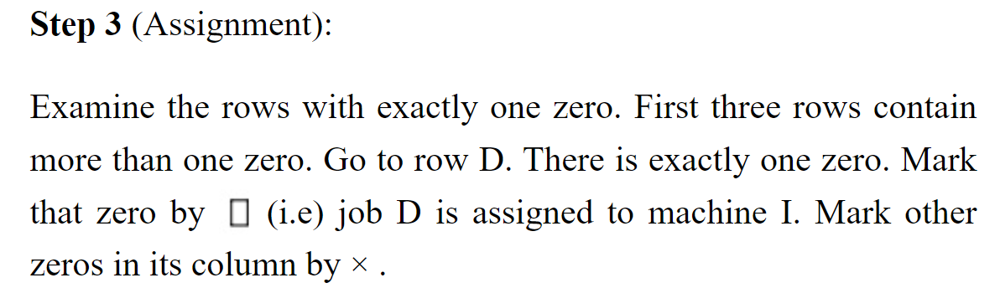 Step 3 (Assignment):
Examine the rows with exactly one zero. First three rows contain
more than one zero. Go to row D. There is exactly one zero. Mark
that zero by □ (i.e) job D is assigned to machine I. Mark other
zeros in its column by × .